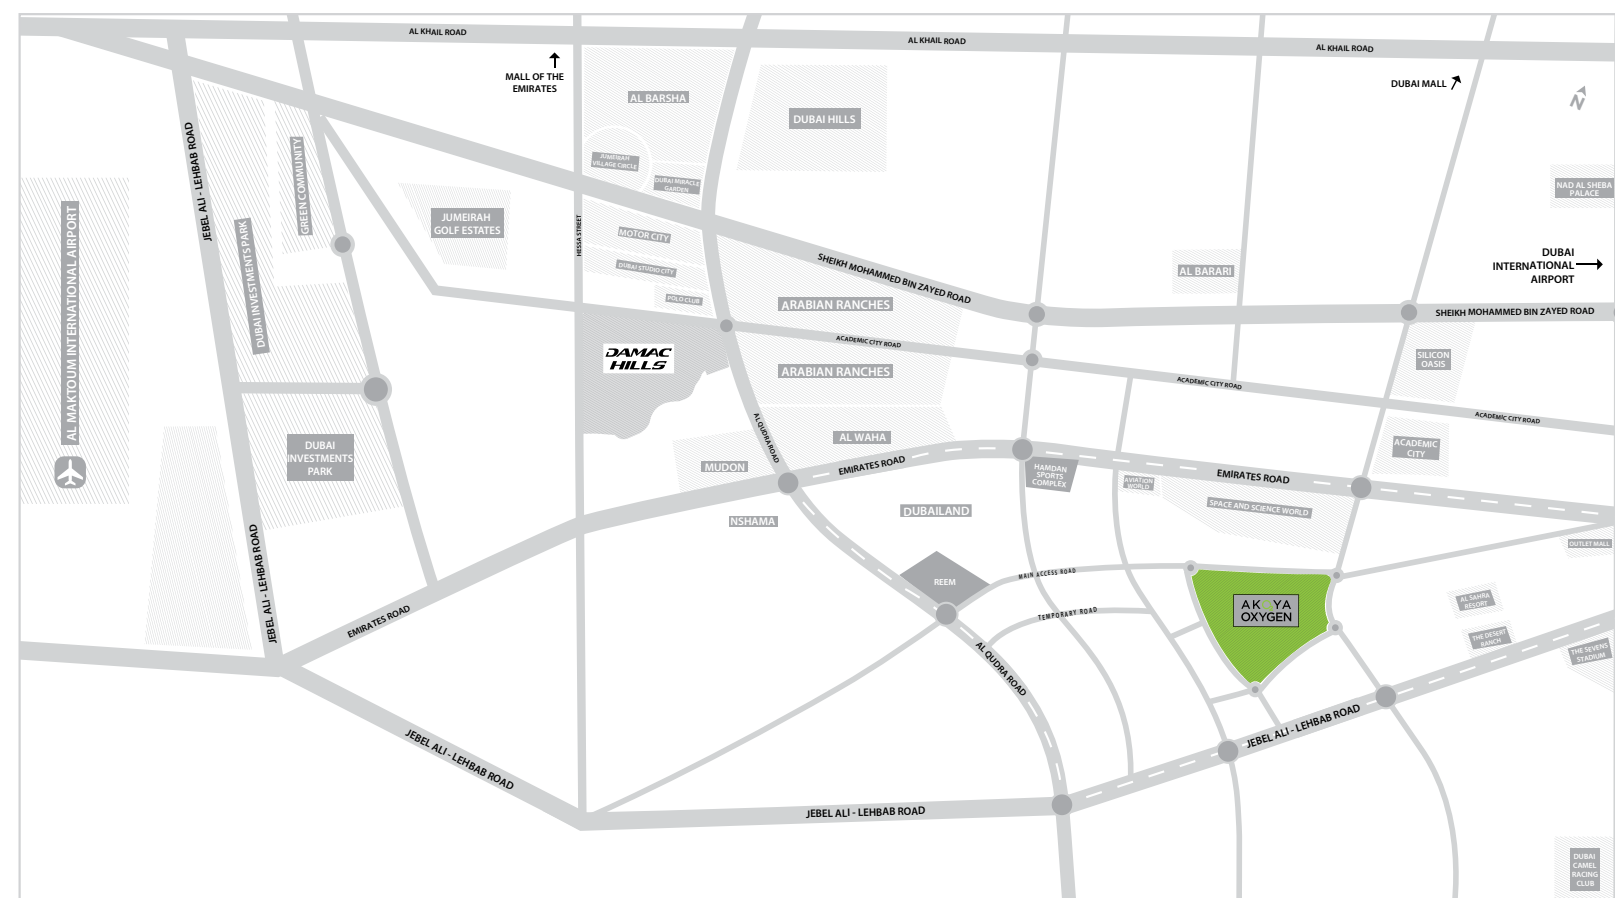 AL KHAIL ROAD
AL KHAIL ROAD
AL KHAIL ROAD
MALL OF THE
EMIRATES
DUBAI MALL
N
AL BARSHA
DUBAI HILLS
JUMEIRAH
VILLAGE CIRCLE
DUBAI MIRACLE
GARDEN
JEBEL ALI - LEHBAB ROAD
GREEN COMMUNITY
NAD AL SHEBA
PALACE
AL MAKTOUM INTERNATIONAL AIRPORT
DUBAI INVESTMENTS PARK
JUMEIRAH
GOLF ESTATES
HESSA STREET
MOTOR CITY
DUBAI STUDIO CITY
POLO CLUB
SHEIKH MOHAMMED BIN ZAYED ROAD
AL BARARI
DUBAI
INTERNATIONAL
AIRPORT
ARABIAN RANCHES
SHEIKH MOHAMMED BIN ZAYED ROAD
DAMAC
HILLS
ACADEMIC CITY ROAD
ARABIAN RANCHES
SILICON
OASIS
ACADEMIC CITY ROAD
ACADEMIC CITY ROAD
AL QUDRA ROAD
AL WAHA
DUBAI
INVESTMENTS
PARK
MUDON
EMIRATES ROAD
HAMDAN
SPORTS
COMPLEX
AVIATION
WORLD
EMIRATES ROAD
ACADEMIC
CITY
SPACE AND SCIENCE WORLD
NSHAMA
DUBAILAND
OUTLET MALL
JEBEL ALI - LEHBAB ROAD
REEM
MAIN ACCESS ROAD
TEMPORARY ROAD
AKOYA
OXYGEN
AL SAHRA
RESORT
THE DESERT
RANCH
THE SEVENS
STADIUM
EMIRATES ROAD
AL QUDRA ROAD
JEBEL ALI - LEHBAB ROAD
JEBEL ALI - LEHBAB ROAD
JEBEL ALI - LEHBAB ROAD
DUBAI
CAMEL
RACING
CLUB